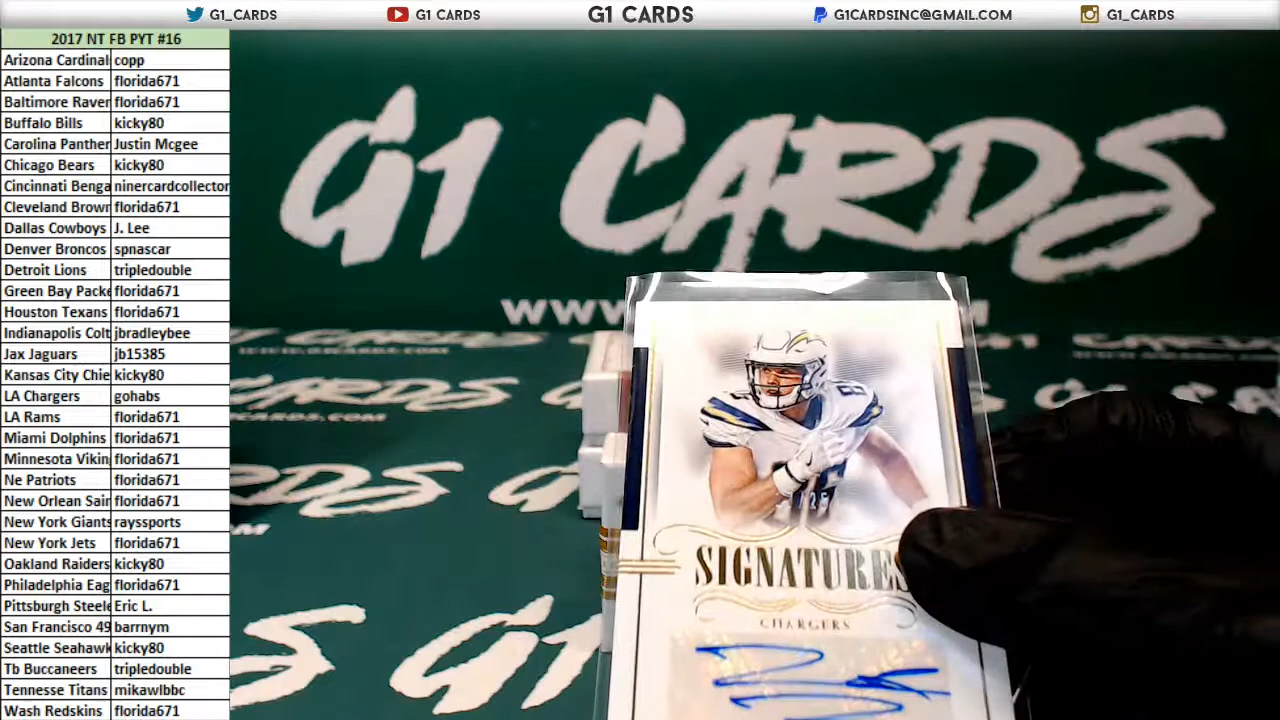 G1_CARDS G1 CARDS G1 CARDS G1CARDSINC@GMAIL.COM G1_CARDS
2017 NT FB PYT #16
Arizona Cardinal copp
Atlanta Falcons florida671
Baltimore Raver florida671
Buffalo Bills kicky80
Carolina Panther Justin Mcgee
Chicago Bears kicky80
Cincinnati Benga ninercardcollector
Cleveland Brown florida671
Dallas Cowboys J. Lee
Denver Broncos spnascar
Detroit Lions tripledouble
Green Bay Packe florida671
Houston Texans florida671
Indianapolis Colt jbradleybee
Jax Jaguars jb15385
Kansas City Chie kicky80
LA Chargers gohabs
LA Rams florida671
Miami Dolphins florida671
Minnesota Vikin florida671
Ne Patriots florida671
New Orlean Sair florida671
New York Giants rayssports
New York Jets florida671
Oakland Raiders kicky80
Philadelphia Eag florida671
Pittsburgh Steele Eric L.
San Francisco 49 barrnym
Seattle Seahawk kicky80
Tb Buccaneers tripledouble
Tennesse Titans mikawlbbc
Wash Redskins florida671
G1 CARDS
WWW
M
SIGNATURES
CHARGERS